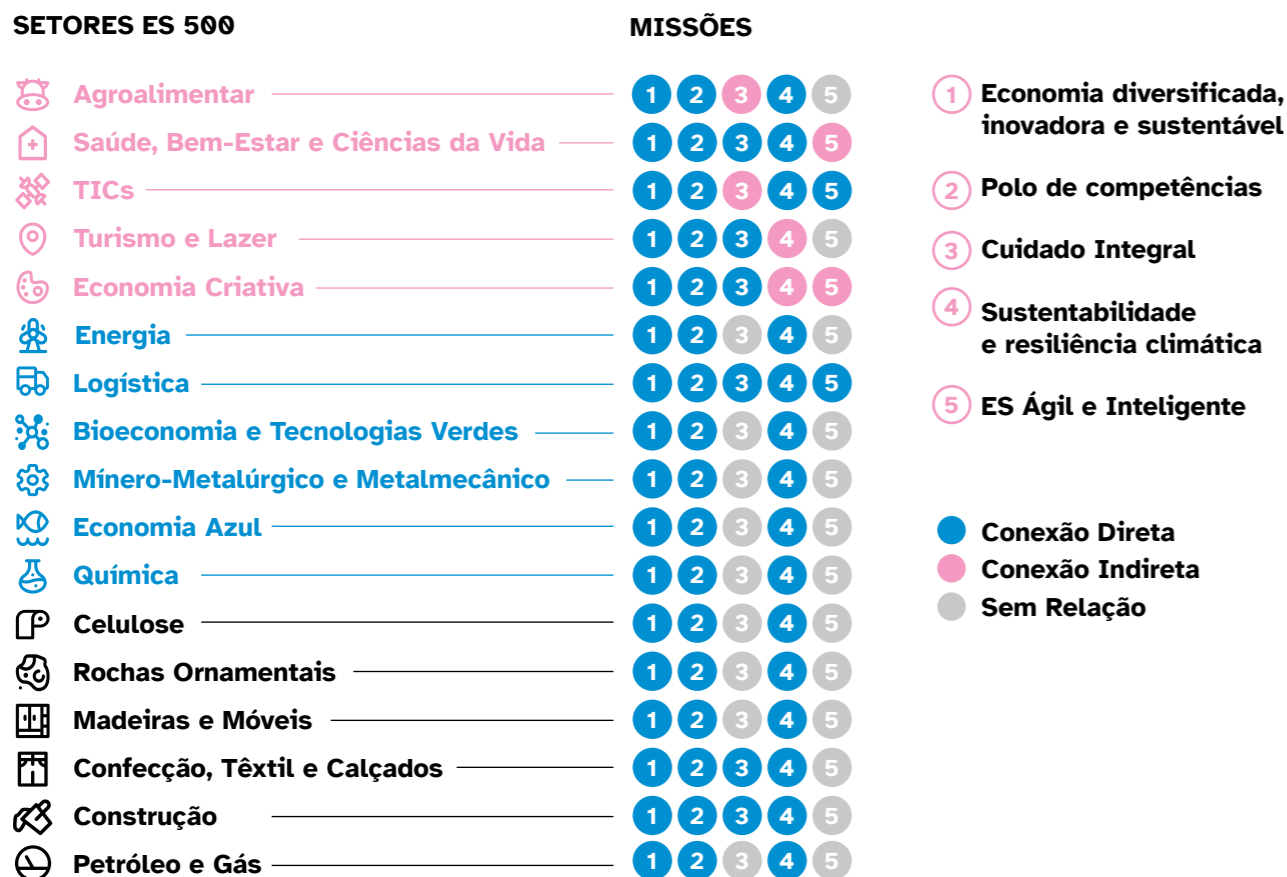 SETORES ES 500
MISSÕES
Agroalimentar 1 2 3 4 5
Saúde, Bem-Estar e Ciências da Vida 1 2 3 4 5
TICs 1 2 3 4 5
Turismo e Lazer 1 2 3 4 5
Economia Criativa 1 2 3 4 5
Energia 1 2 3 4 5
Logística 1 2 3 4 5
Bioeconomia e Tecnologias Verdes 1 2 3 4 5
Mínero-Metalúrgico e Metalmecânico 1 2 3 4 5
Economia Azul 1 2 3 4 5
Química 1 2 3 4 5
Celulose 1 2 3 4 5
Rochas Ornamentais 1 2 3 4 5
Madeiras e Móveis 1 2 3 4 5
Confecção, Têxtil e Calçados 1 2 3 4 5
Construção 1 2 3 4 5
Petróleo e Gás 1 2 3 4 5
1 Economia diversificada,
inovadora e sustentável
2 Polo de competências
3 Cuidado Integral
4 Sustentabilidade
e resiliência climática
5 ES Ágil e Inteligente
Conexão Direta
Conexão Indireta
Sem Relação